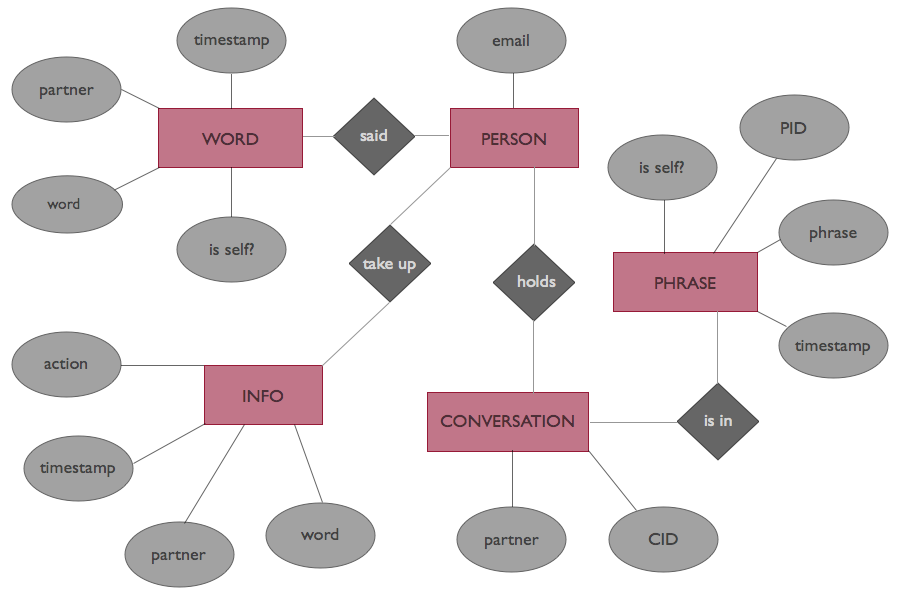 timestamp
email
partner
PID
WORD
said
PERSON
is self?
word
phrase
is self?
take up
holds
PHRASE
timestamp
action
INFO
CONVERSATION
is in
timestamp
word
partner
CID
partner